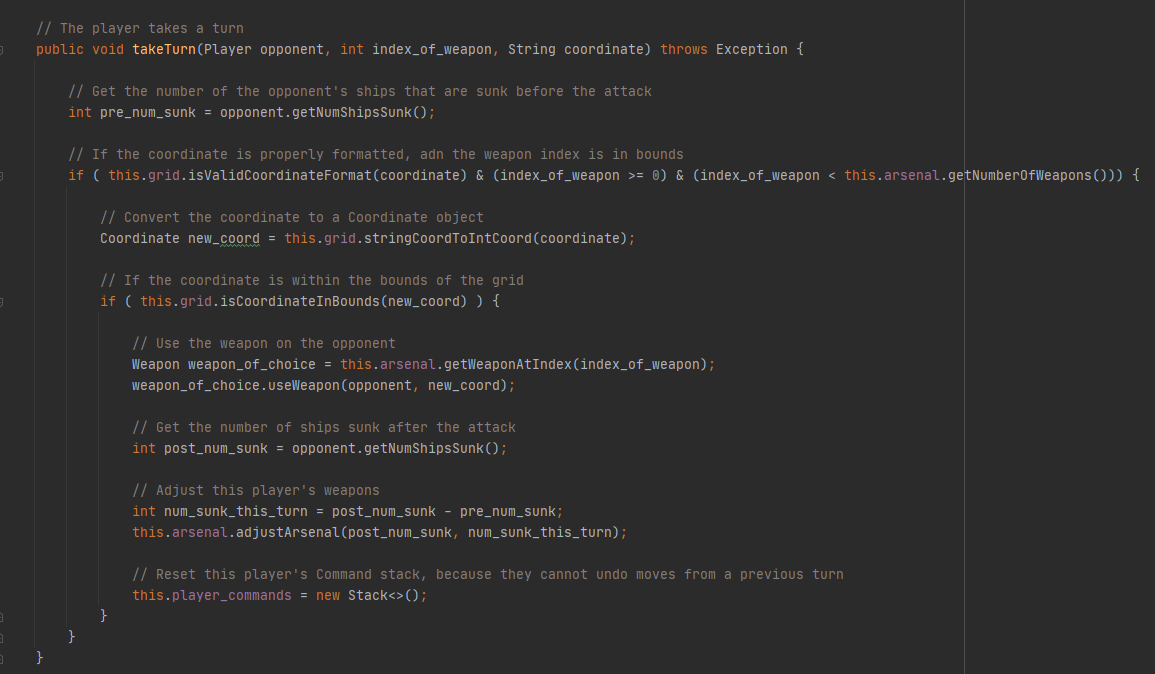 // The player takes a turn
public void takeTurn(Player opponent, int index_of_weapon, String coordinate) throws Exception {
// Get the number of the opponent's ships that are sunk before the attack
int pre_num_sunk = opponent.getNumShipsSunk();
// If the coordinate is properly formatted, adn the weapon index is in bounds
if ( this.grid.isValidCoordinateFormat(coordinate) & (index_of_weapon >= 0) & (index_of_weapon < this.arsenal.getNumberOfWeapons())) {
// Convert the coordinate to a Coordinate object
Coordinate new_coord = this.grid.stringCoordToIntCoord(coordinate);
// If the coordinate is within the bounds of the grid
if ( this.grid.isCoordinateInBounds(new_coord) ) {
// Use the weapon on the opponent
Weapon weapon_of_choice = this.arsenal.getWeaponAtIndex(index_of_weapon);
weapon_of_choice.useWeapon(opponent, new_coord);
// Get the number of ships sunk after the attack
int post_num_sunk = opponent.getNumShipsSunk();
// Adjust this player's weapons
int num_sunk_this_turn = post_num_sunk - pre_num_sunk;
this.arsenal.adjustArsenal(post_num_sunk, num_sunk_this_turn);
// Reset this player's Command stack, because they cannot undo moves from a previous turn
this.player_commands = new Stack<>();
}
}
}